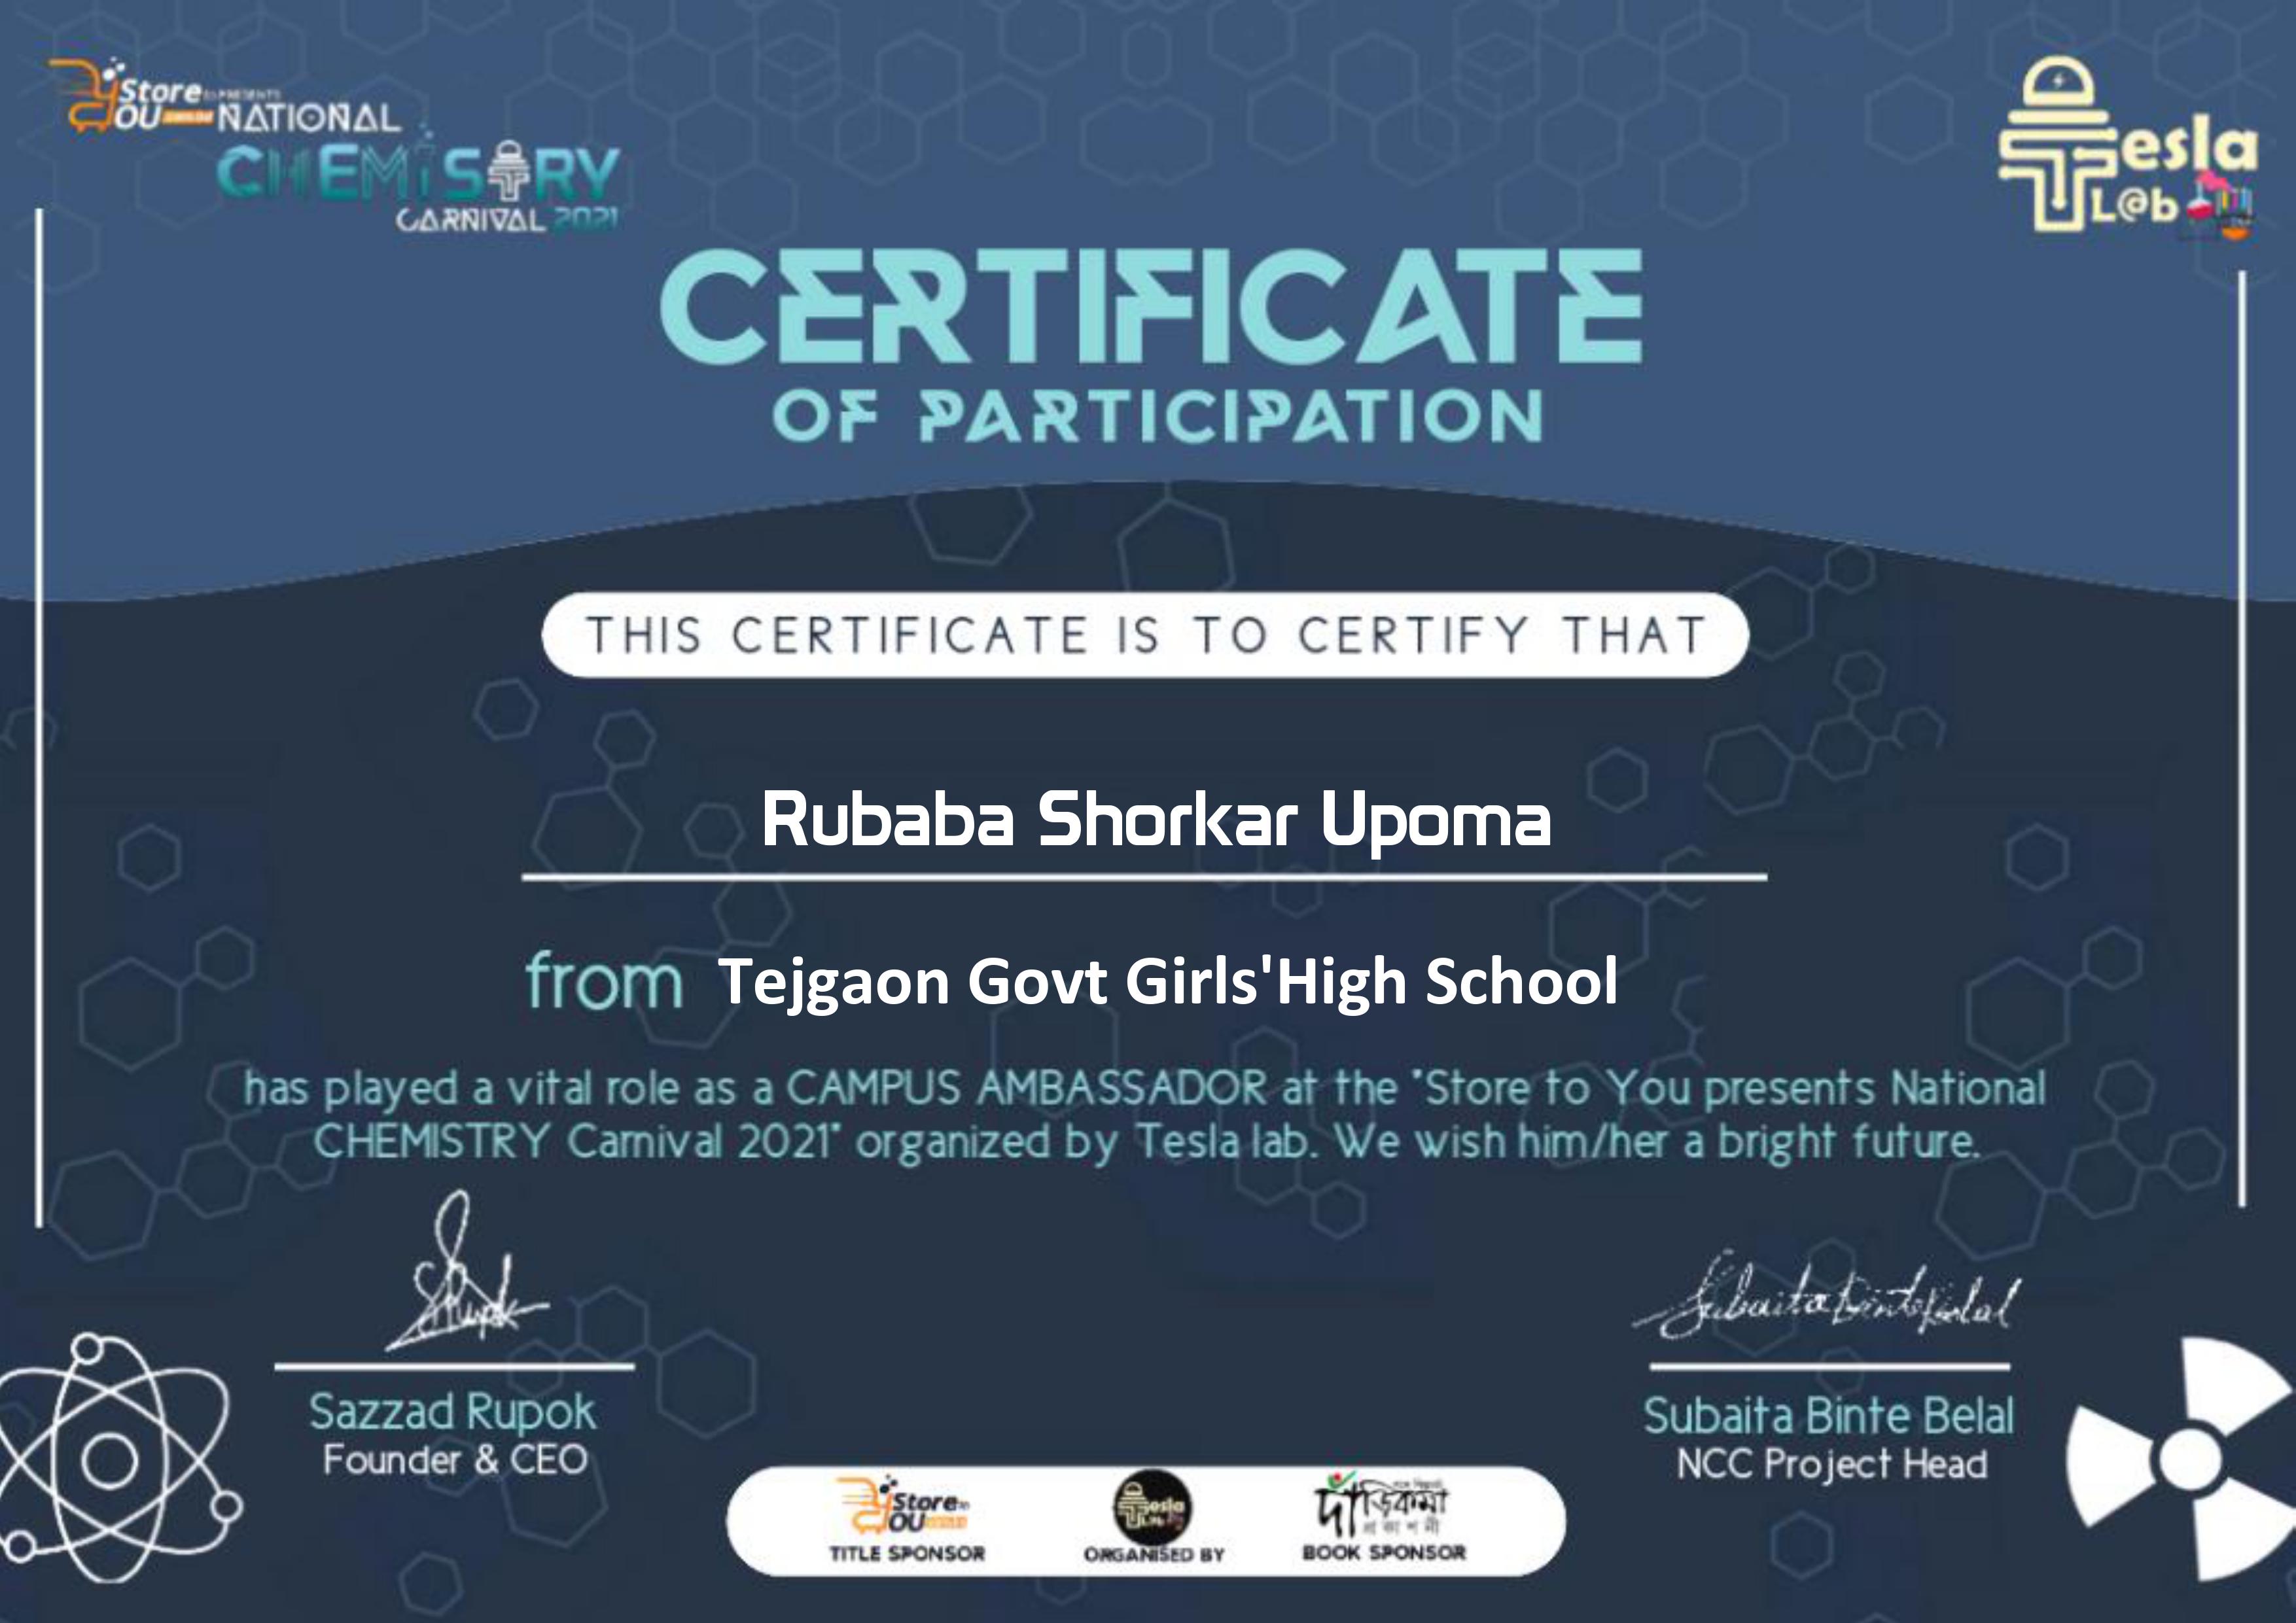 Store to PRESENTS
YOU NATIONAL
CHEMiSTRY
CARNIVAL 2021
Tesla
L@b
CERTIFICATE
OF PARTICIPATION
THIS CERTIFICATE IS TO CERTIFY THAT
Rubaba Shorkar Upoma
from Tejgaon Govt Girls'High School
has played a vital role as a CAMPUS AMBASSADOR at the "Store to You presents National
CHEMISTRY Carnival 2021" organized by Tesla lab. We wish him/her a bright future.
Subaita Binte Belal
Sazzad Rupok
Founder & CEO
Subaita Binte Belal
NCC Project Head
Store to
YOU
TITLE SPONSOR
Tesla
L@b
ORGANISED BY
দাঁড়িকমা
প্রকাশনী
BOOK SPONSOR